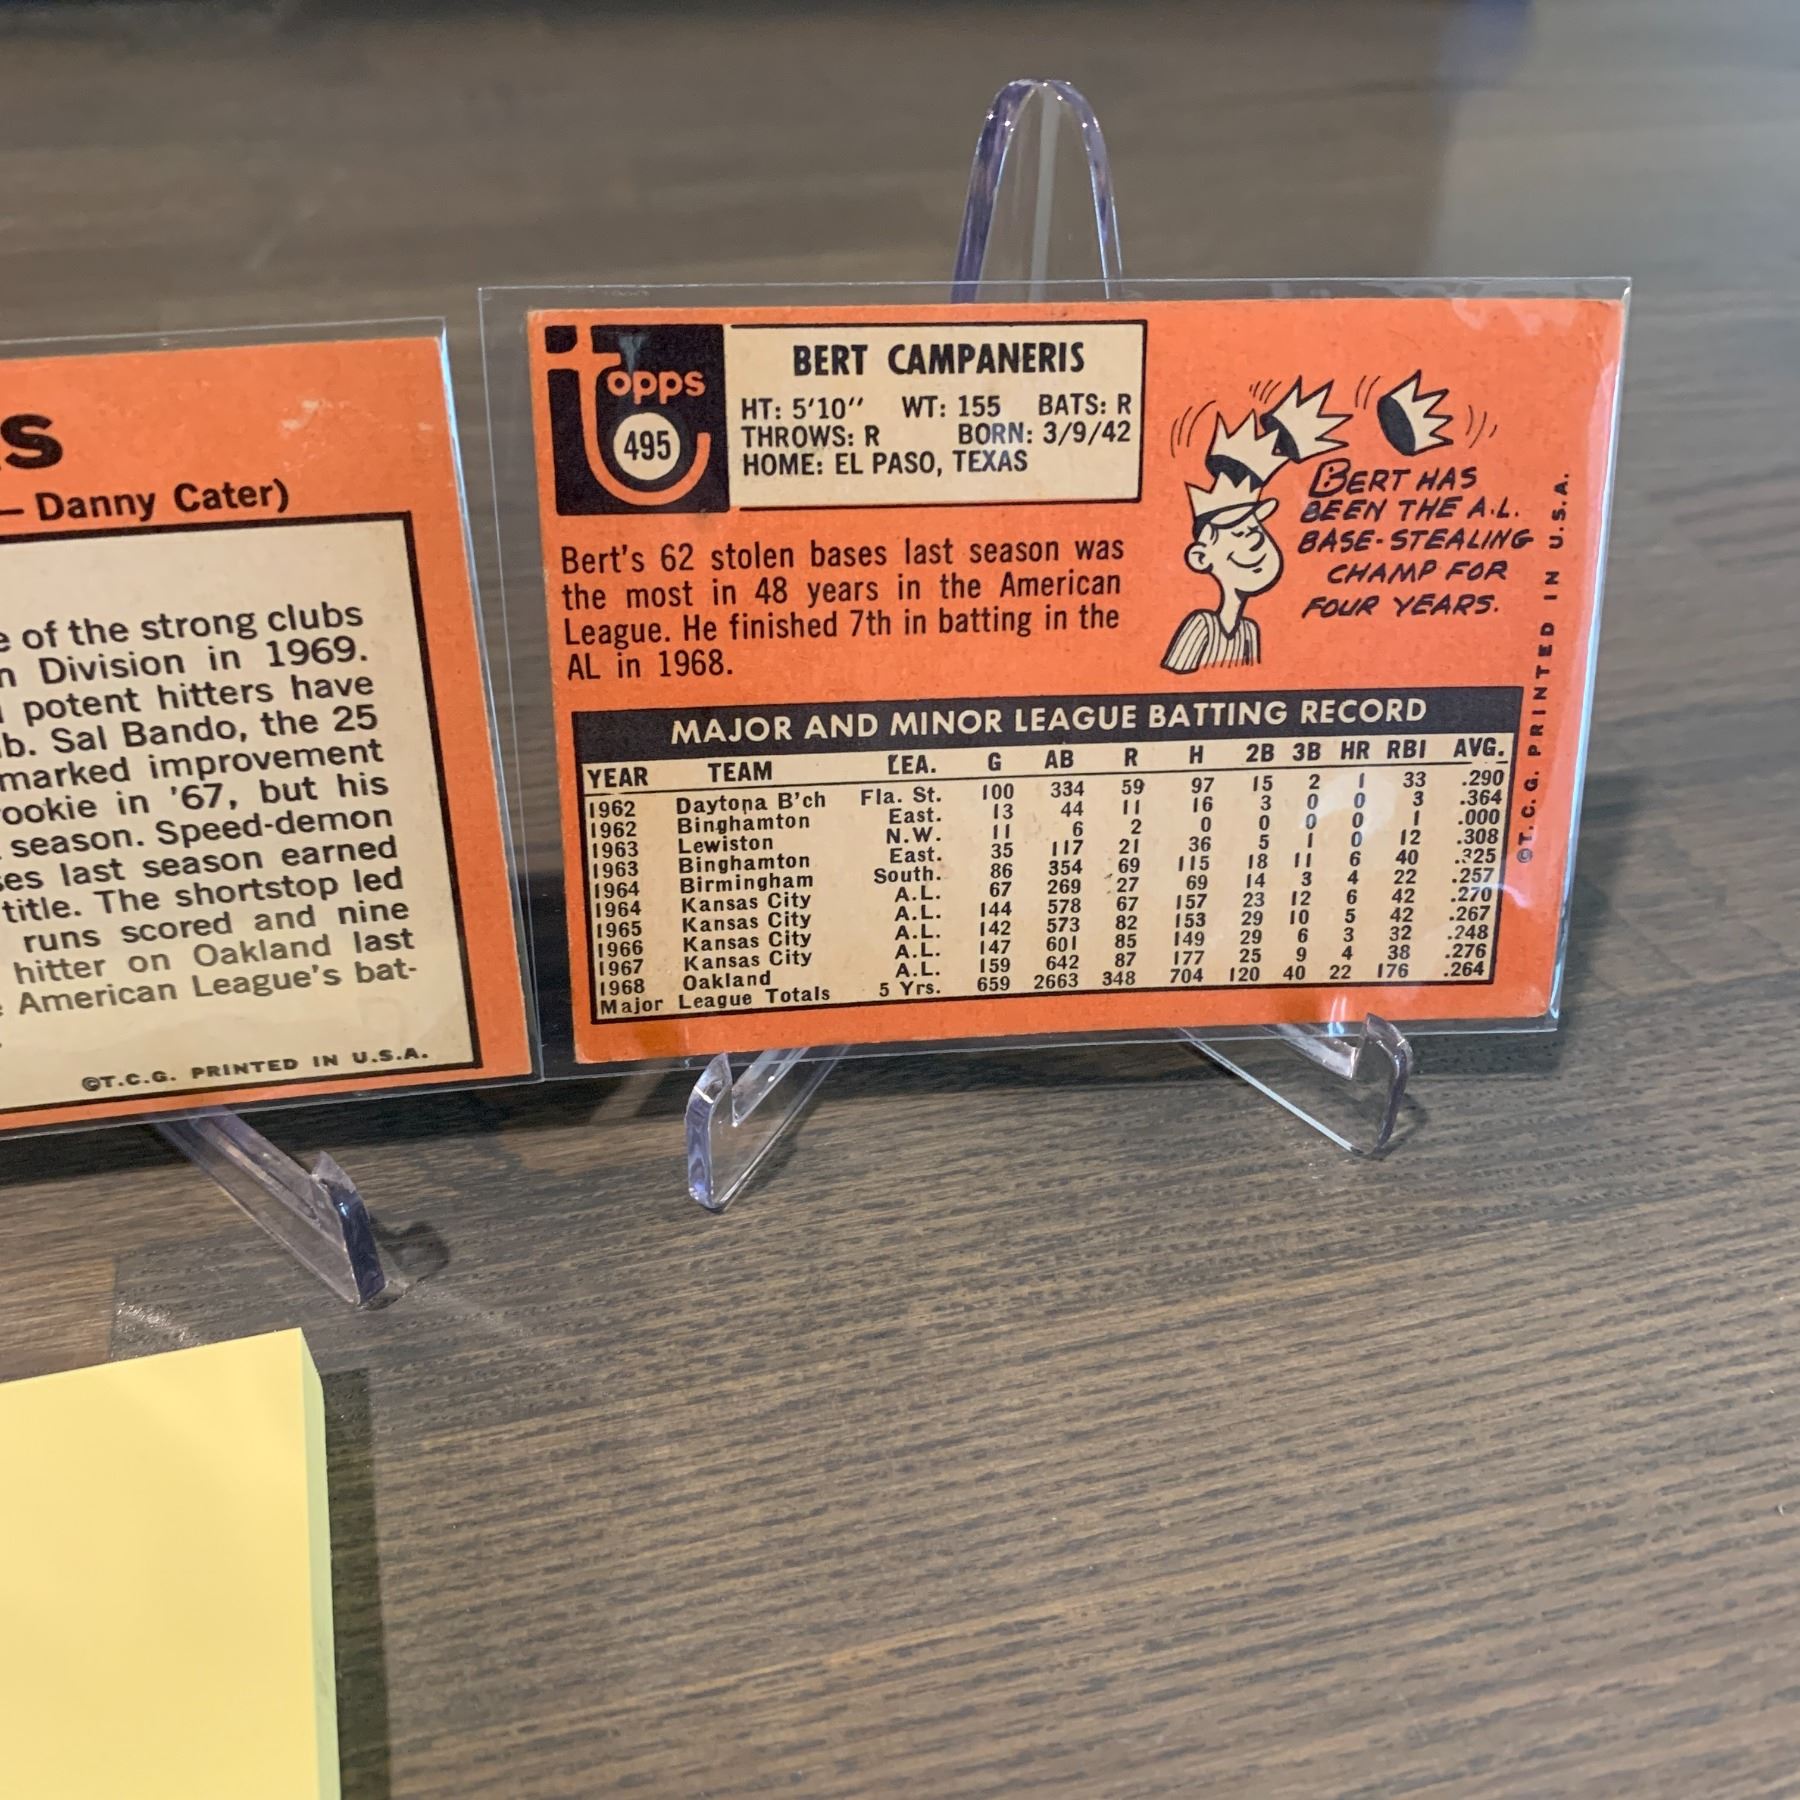 s
— Danny Cater)
of the strong clubs
Division in 1969.
potent hitters have
b. Sal Bando, the 25
marked improvement
ookie in '67, but his
season. Speed-demon
es last season earned
title. The shortstop led
runs scored and nine
hitter on Oakland last
American League's bat-
©T.C.G. PRINTED IN U.S.A.
Topps
495
BERT CAMPANERIS
HT: 5'10" WT: 155 BATS: R
THROWS: R BORN: 3/9/42
HOME: EL PASO, TEXAS
Bert's 62 stolen bases last season was
the most in 48 years in the American
League. He finished 7th in batting in the
AL in 1968.
BERT HAS
BEEN THE A.L.
BASE-STEALING
CHAMP FOR
FOUR YEARS.
MAJOR AND MINOR LEAGUE BATTING RECORD
YEAR TEAM LEA. G AB R H 2B 3B HR RBI AVG.
1962 Daytona B'ch Fla. St. 100 334 59 97 15 2 1 33 .290
1962 Binghamton East. 13 44 11 16 3 0 0 3 .364
1963 Lewiston N.W. 11 6 2 0 0 0 0 1 .000
1963 Binghamton East. 35 117 21 36 5 1 0 12 .308
1964 Birmingham South. 86 354 69 115 18 11 6 40 .325
1964 Kansas City A.L. 67 269 27 69 14 3 4 22 .257
1965 Kansas City A.L. 144 578 67 157 23 12 6 42 .270
1966 Kansas City A.L. 142 573 82 153 29 10 5 42 .267
1967 Kansas City A.L. 147 601 85 149 29 6 3 32 .248
1968 Oakland A.L. 159 642 87 177 25 9 4 38 .276
Major League Totals 5 Yrs. 659 2663 348 704 120 40 22 176 .264
©T.C.G. PRINTED IN U.S.A.